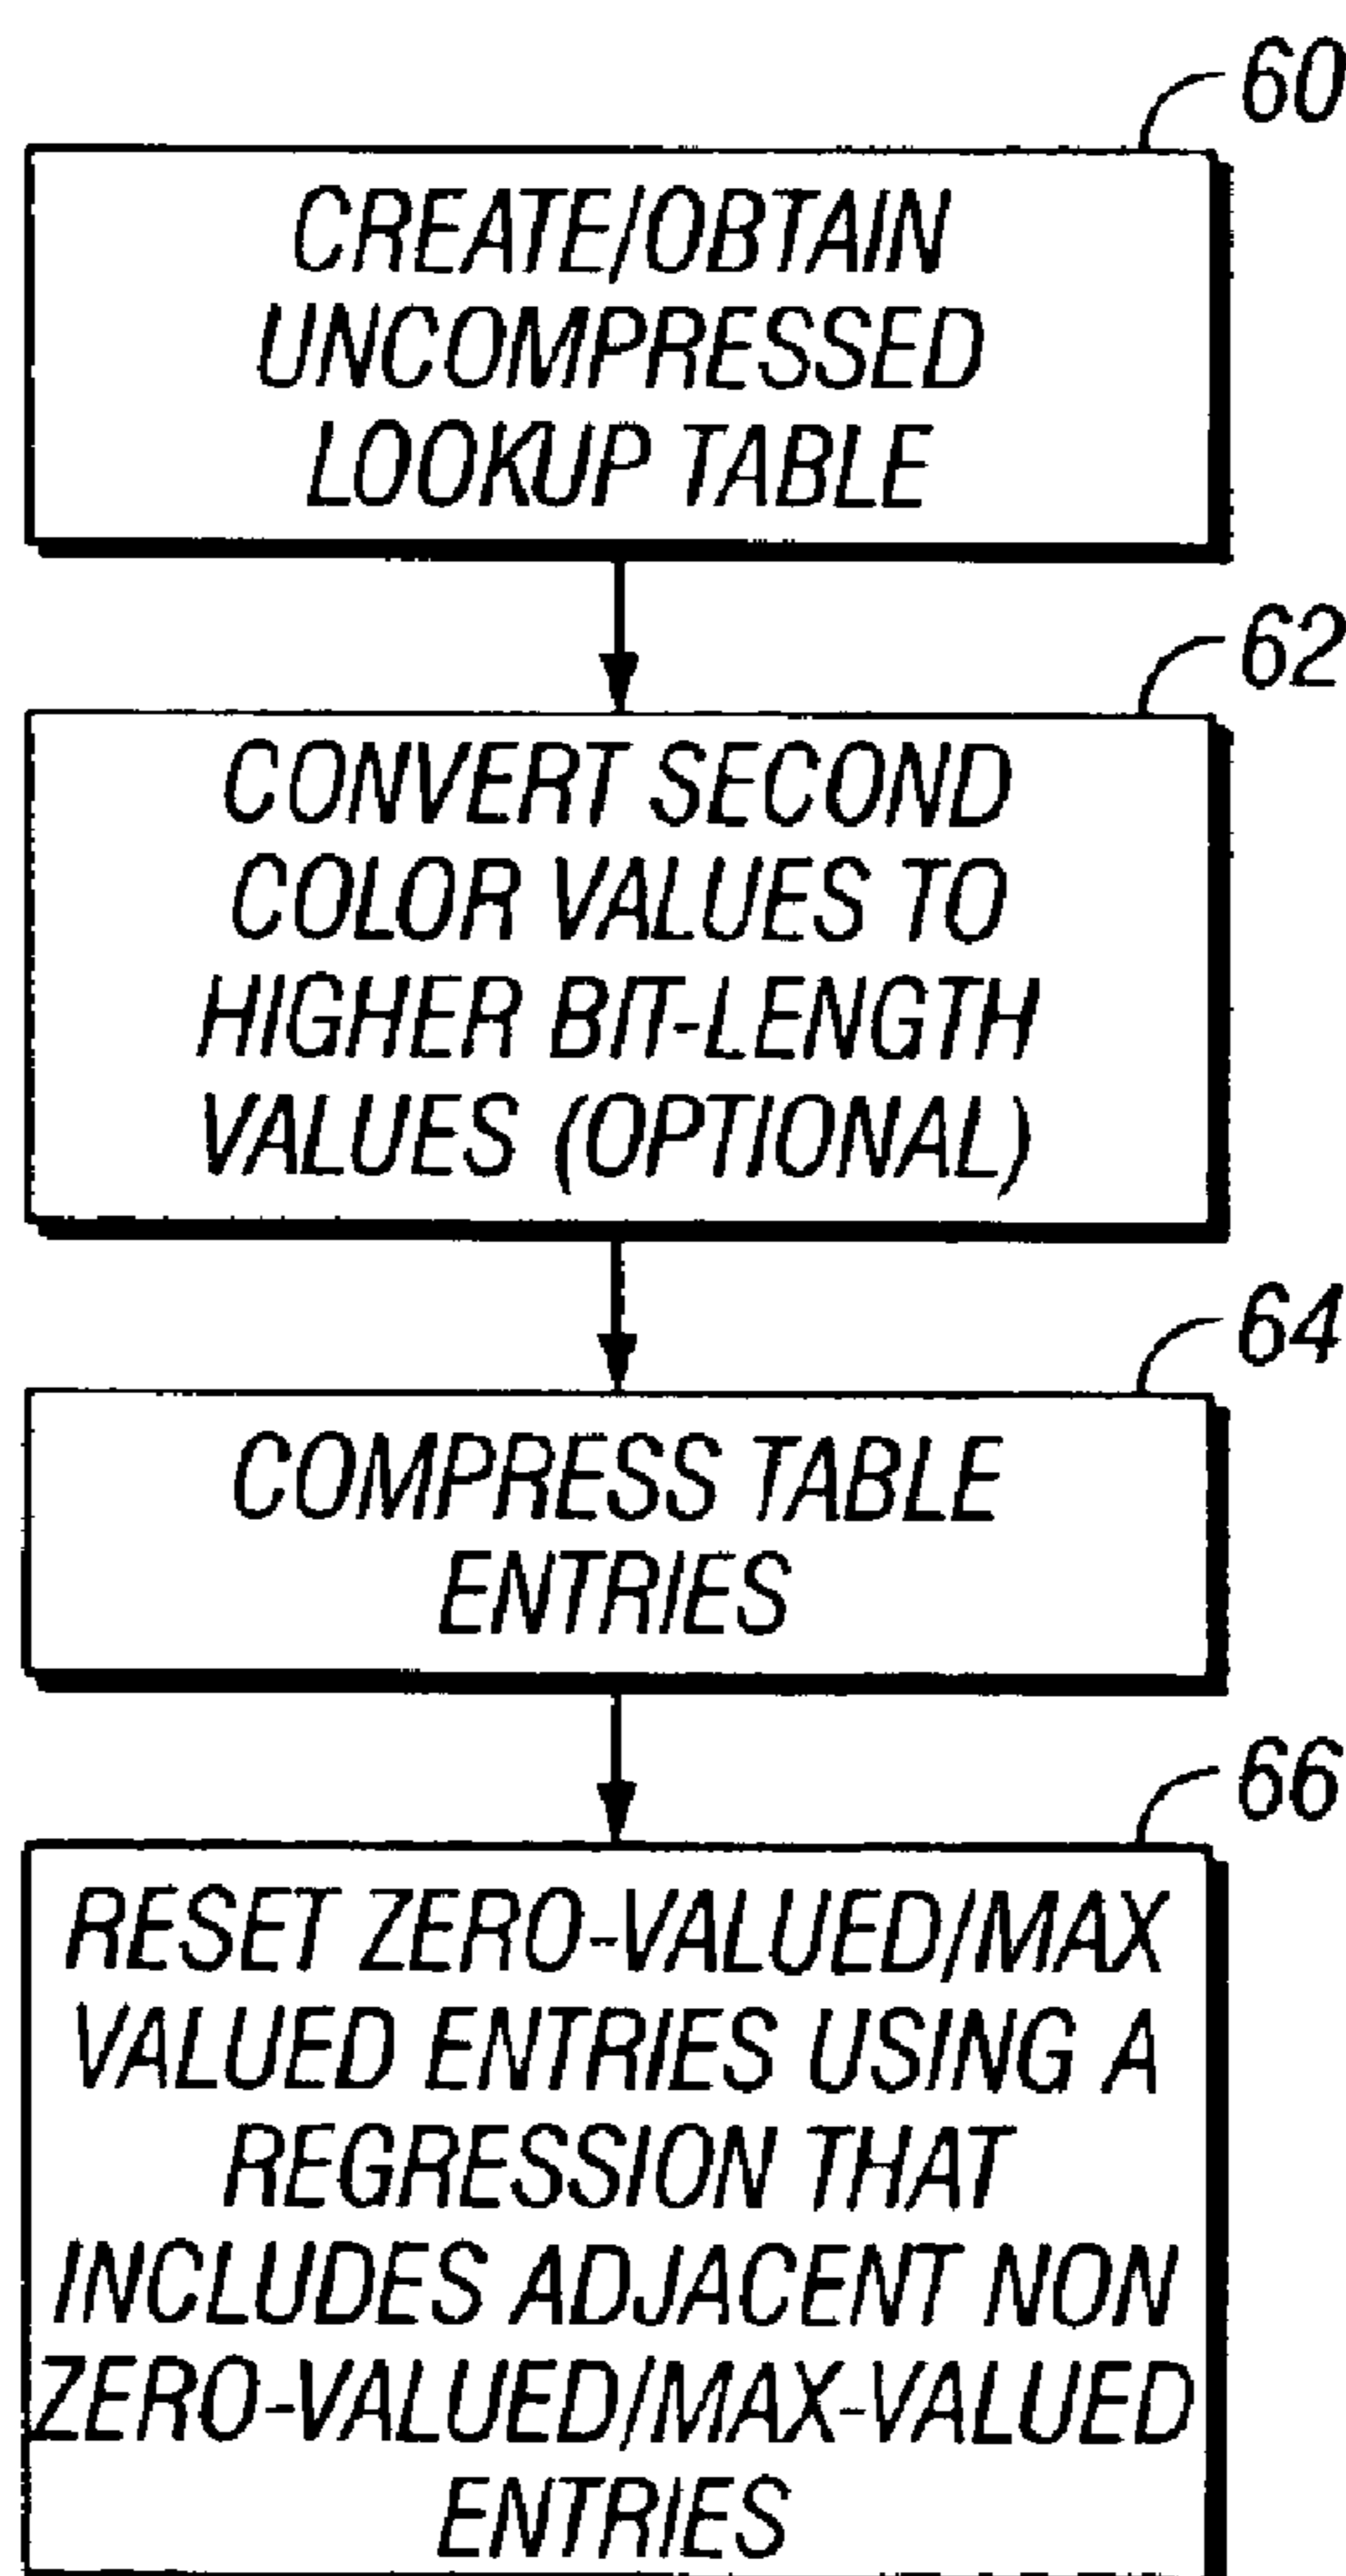 60
CREATE/OBTAIN
UNCOMPRESSED
LOOKUP TABLE
62
CONVERT SECOND
COLOR VALUES TO
HIGHER BIT-LENGTH
VALUES (OPTIONAL)
64
COMPRESS TABLE
ENTRIES
66
RESET ZERO-VALUED/MAX
VALUED ENTRIES USING A
REGRESSION THAT
INCLUDES ADJACENT NON
ZERO-VALUED/MAX-VALUED
ENTRIES